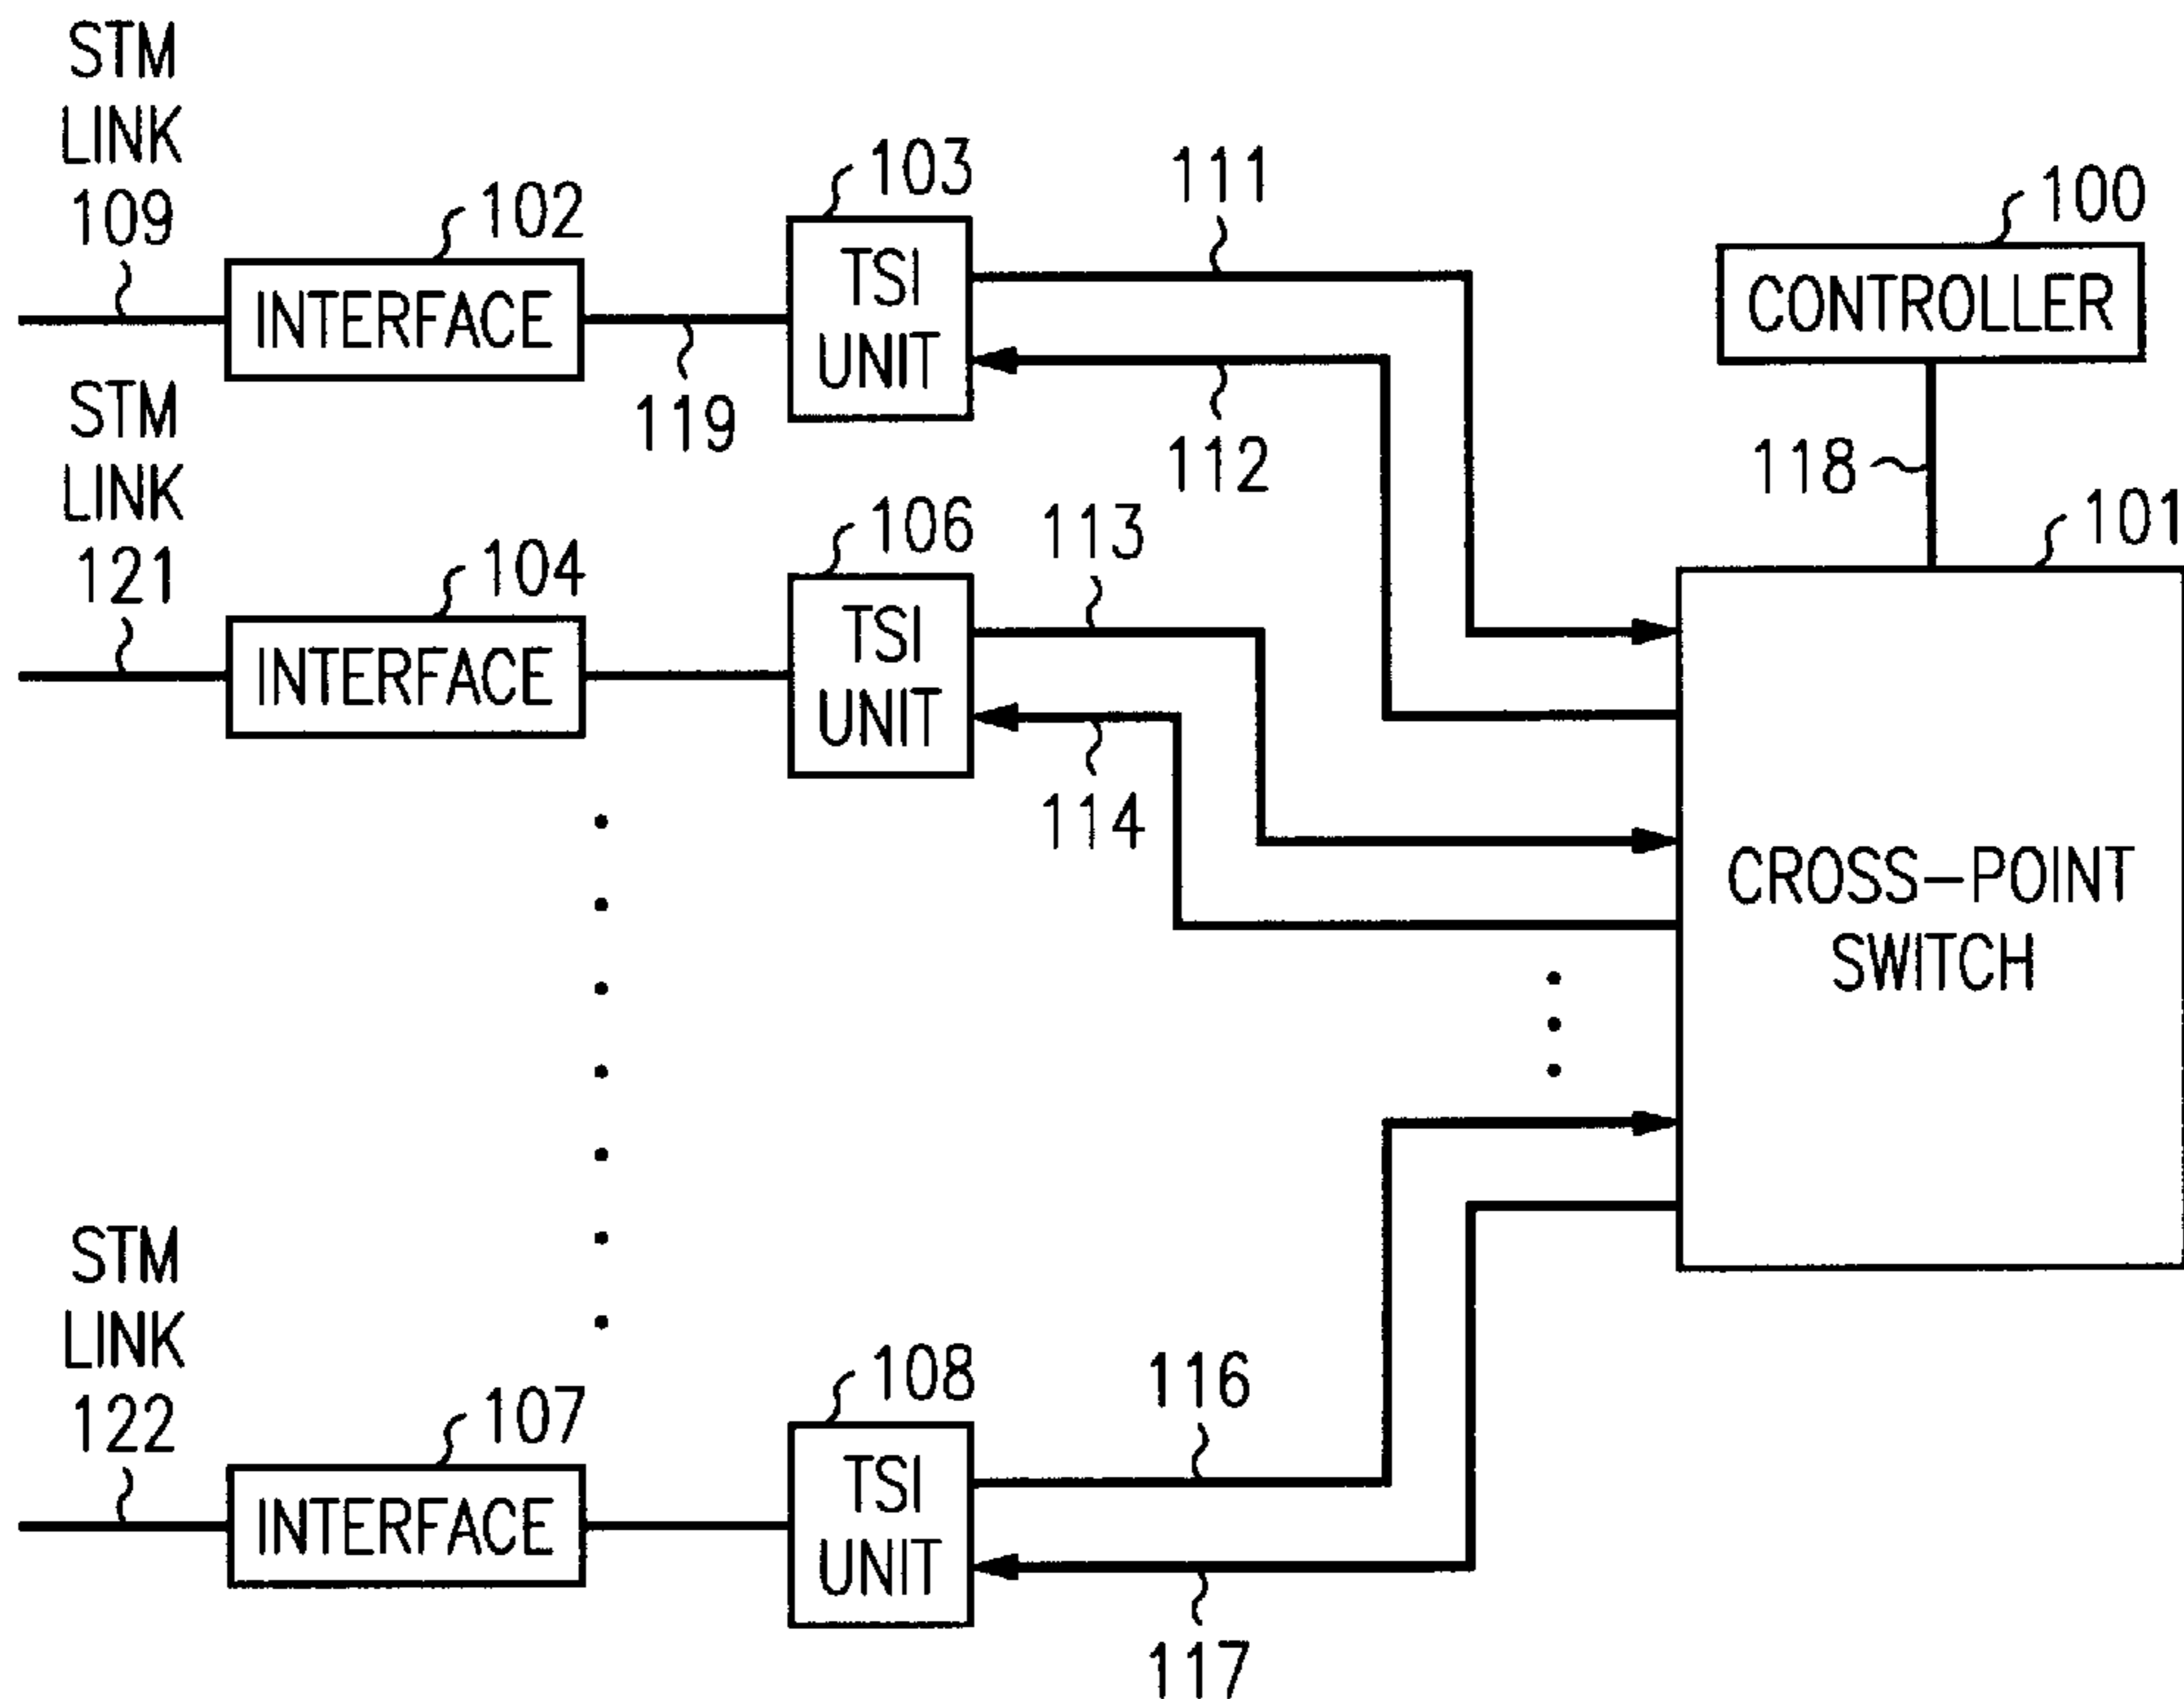 STM
LINK
109
102
INTERFACE
119
103
TSI
UNIT
111
112
100
CONTROLLER
118
101
STM
LINK
121
104
INTERFACE
106
TSI
UNIT
113
114
CROSS-POINT
SWITCH
STM
LINK
122
107
INTERFACE
108
TSI
UNIT
116
117